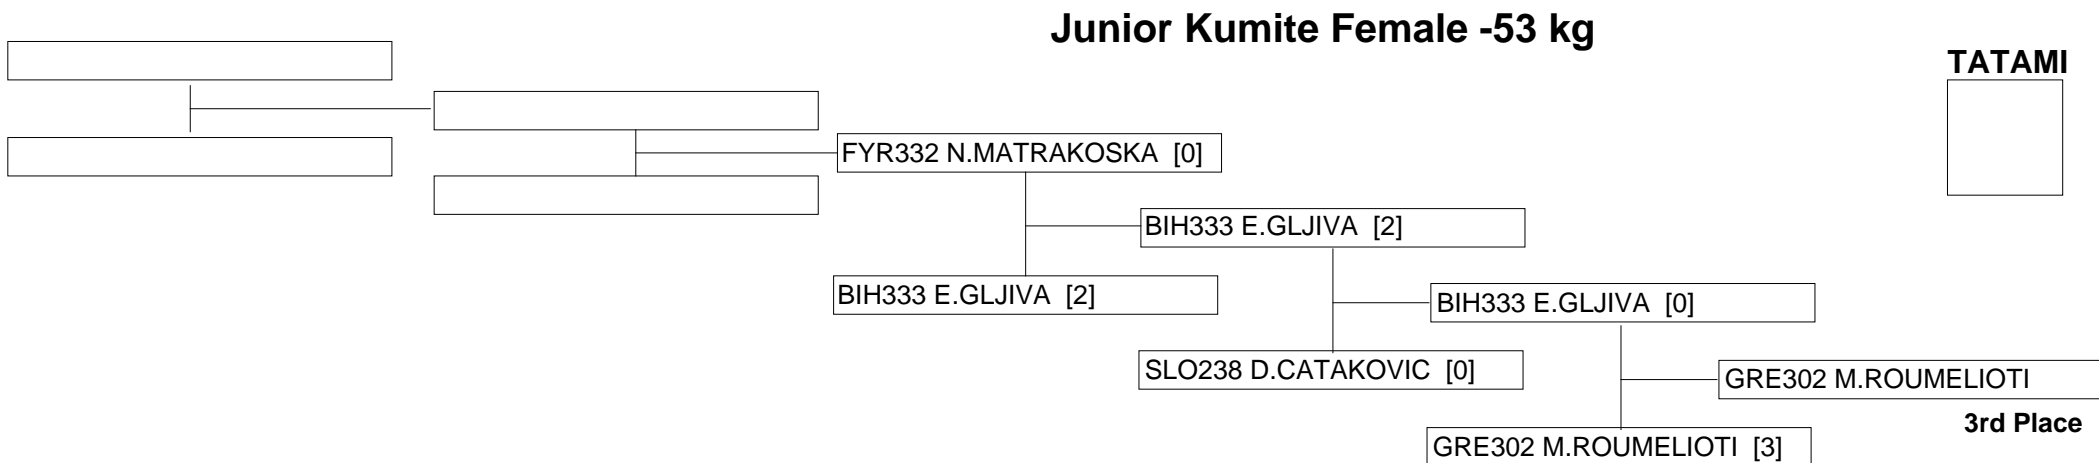 Junior Kumite Female -53 kg
TATAMI
FYR332 N.MATRAKOSKA [0]
BIH333 E.GLJIVA [2]
BIH333 E.GLJIVA [2]
BIH333 E.GLJIVA [0]
SLO238 D.CATAKOVIC [0]
GRE302 M.ROUMELIOTI
3rd Place
GRE302 M.ROUMELIOTI [3]